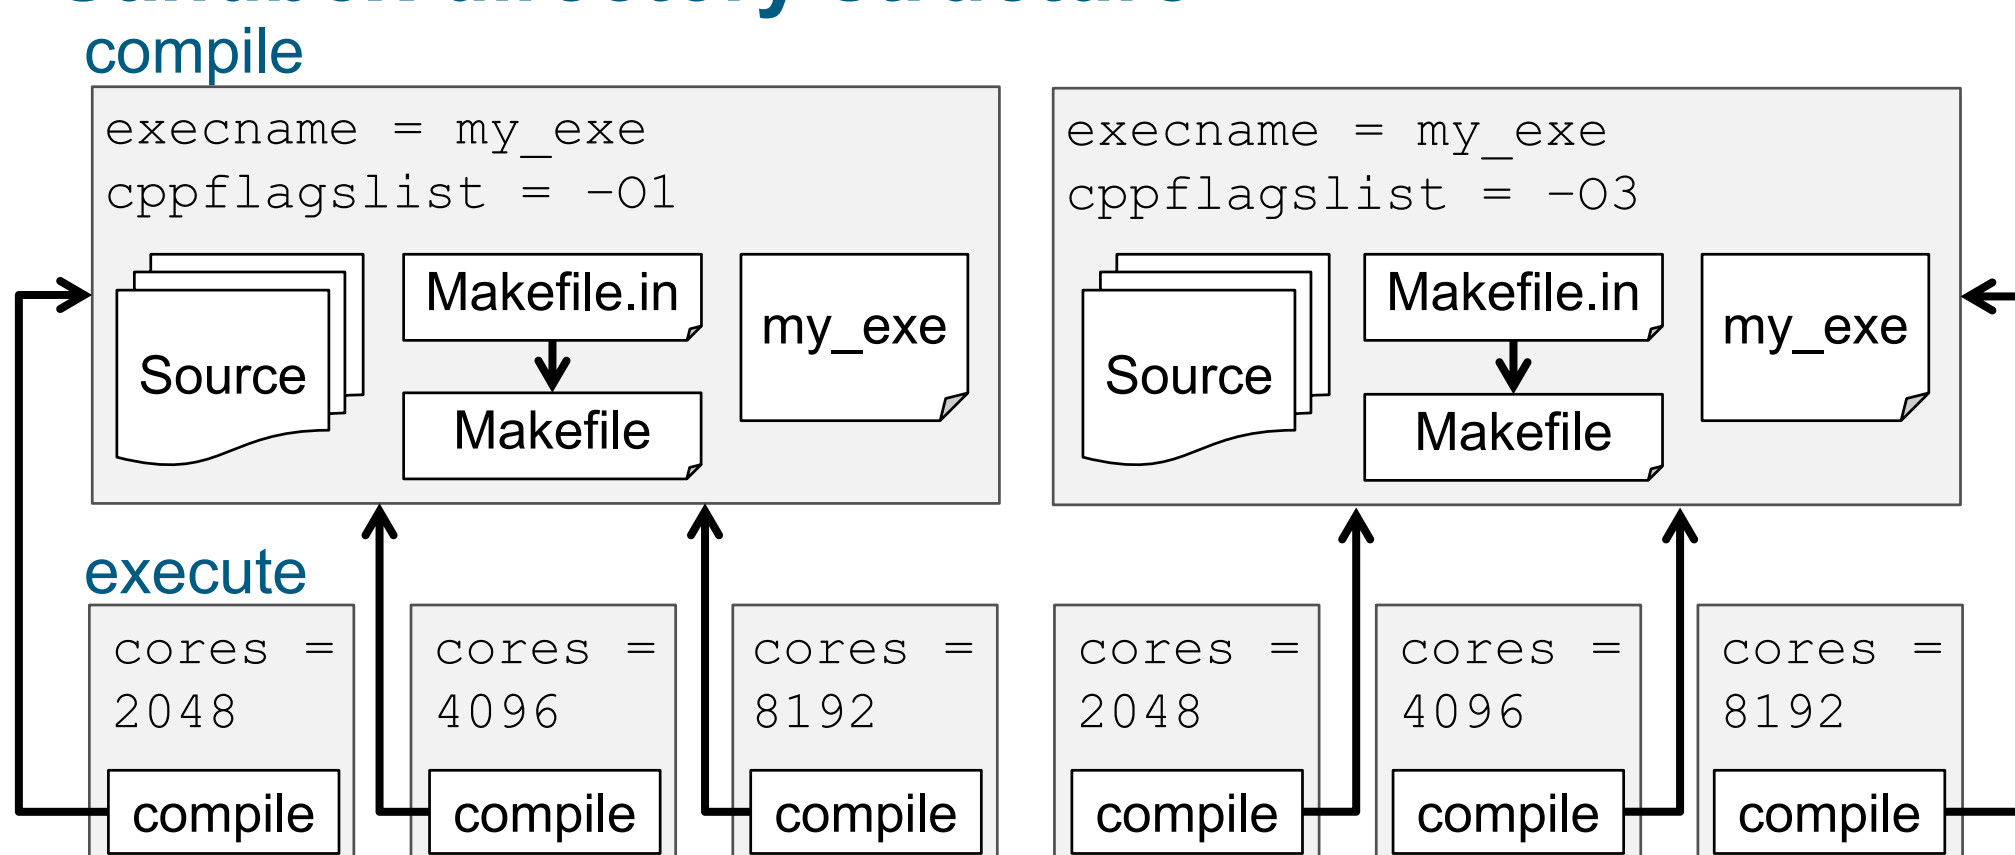 directory structure
compile
execname = my_exe
cppflagslist = -O1
Source
Makefile.in
Makefile
my_exe
execname = my_exe
cppflagslist = -O3
Source
Makefile.in
Makefile
my_exe
execute
cores =
2048
compile
cores =
4096
compile
cores =
8192
compile
cores =
2048
compile
cores =
4096
compile
cores =
8192
compile